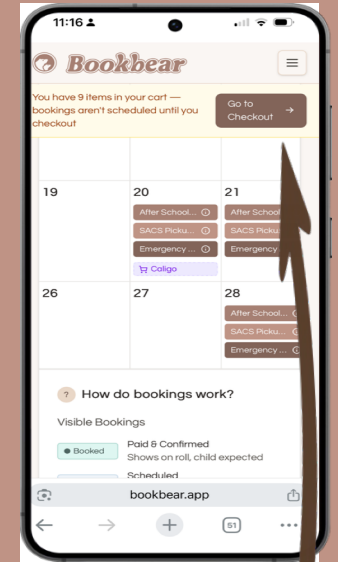 11:16
Bookbear
You have 9 items in your cart —
bookings aren't scheduled until you
checkout
Go to
Checkout →
19
20
21
After School...
After School
SACS Picku...
SACS Picku
Emergency ...
Emergency
Caligo
26
27
28
After School...
SACS Picku...
Emergency ...
? How do bookings work?
Visible Bookings
Booked
Paid & Confirmed
Shows on roll, child expected
Scheduled
bookbear.app
51